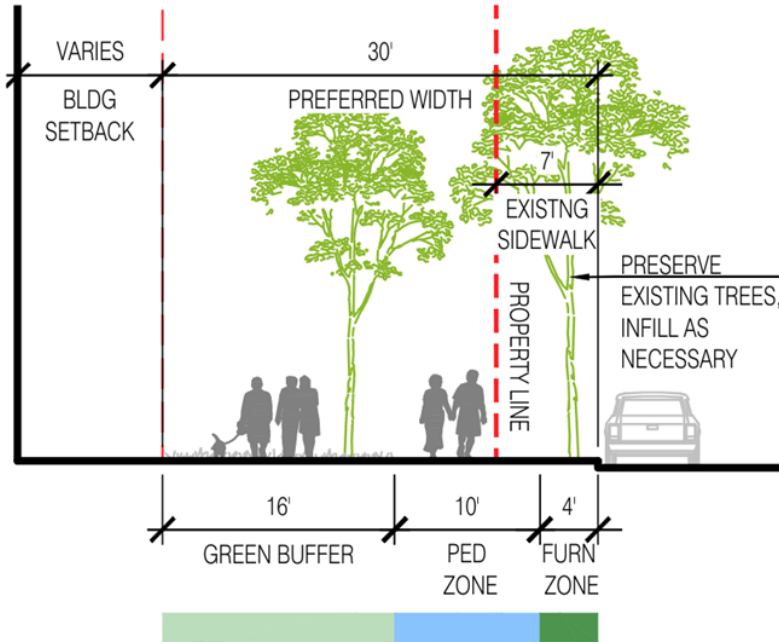 VARIES
30'
BLDG
SETBACK
PREFERRED WIDTH
7'
EXISTNG
SIDEWALK
PROPERTY LINE
PRESERVE
EXISTING TREES,
INFILL AS
NECESSARY
16'
10'
4'
GREEN BUFFER
PED
ZONE
FURN
ZONE